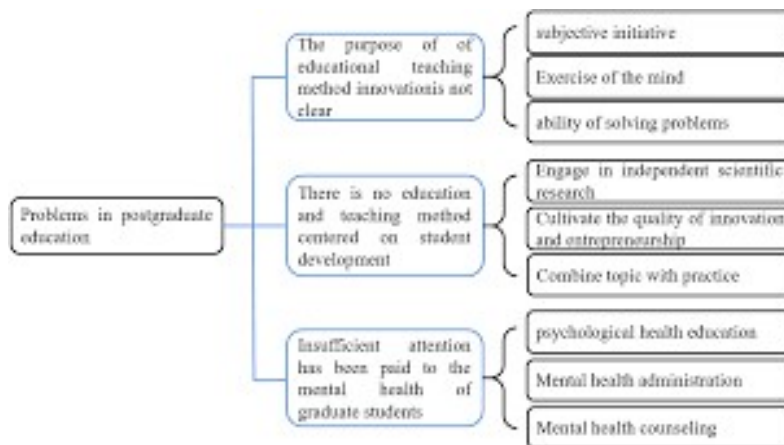 The purpose of of
educational teaching
method innovationis not
clear
subjective initiative
Exercise of the mind
ability of solving problems
Problems in postgraduate
education
There is no education
and teaching method
centered on student
development
Engage in independent scientific
research
Cultivate the quality of innovation
and entrepreneurship
Combine topic with practice
Insufficient attention
has been paid to the
mental health of
graduate students
psychological health education
Mental health administration
Mental health counseling